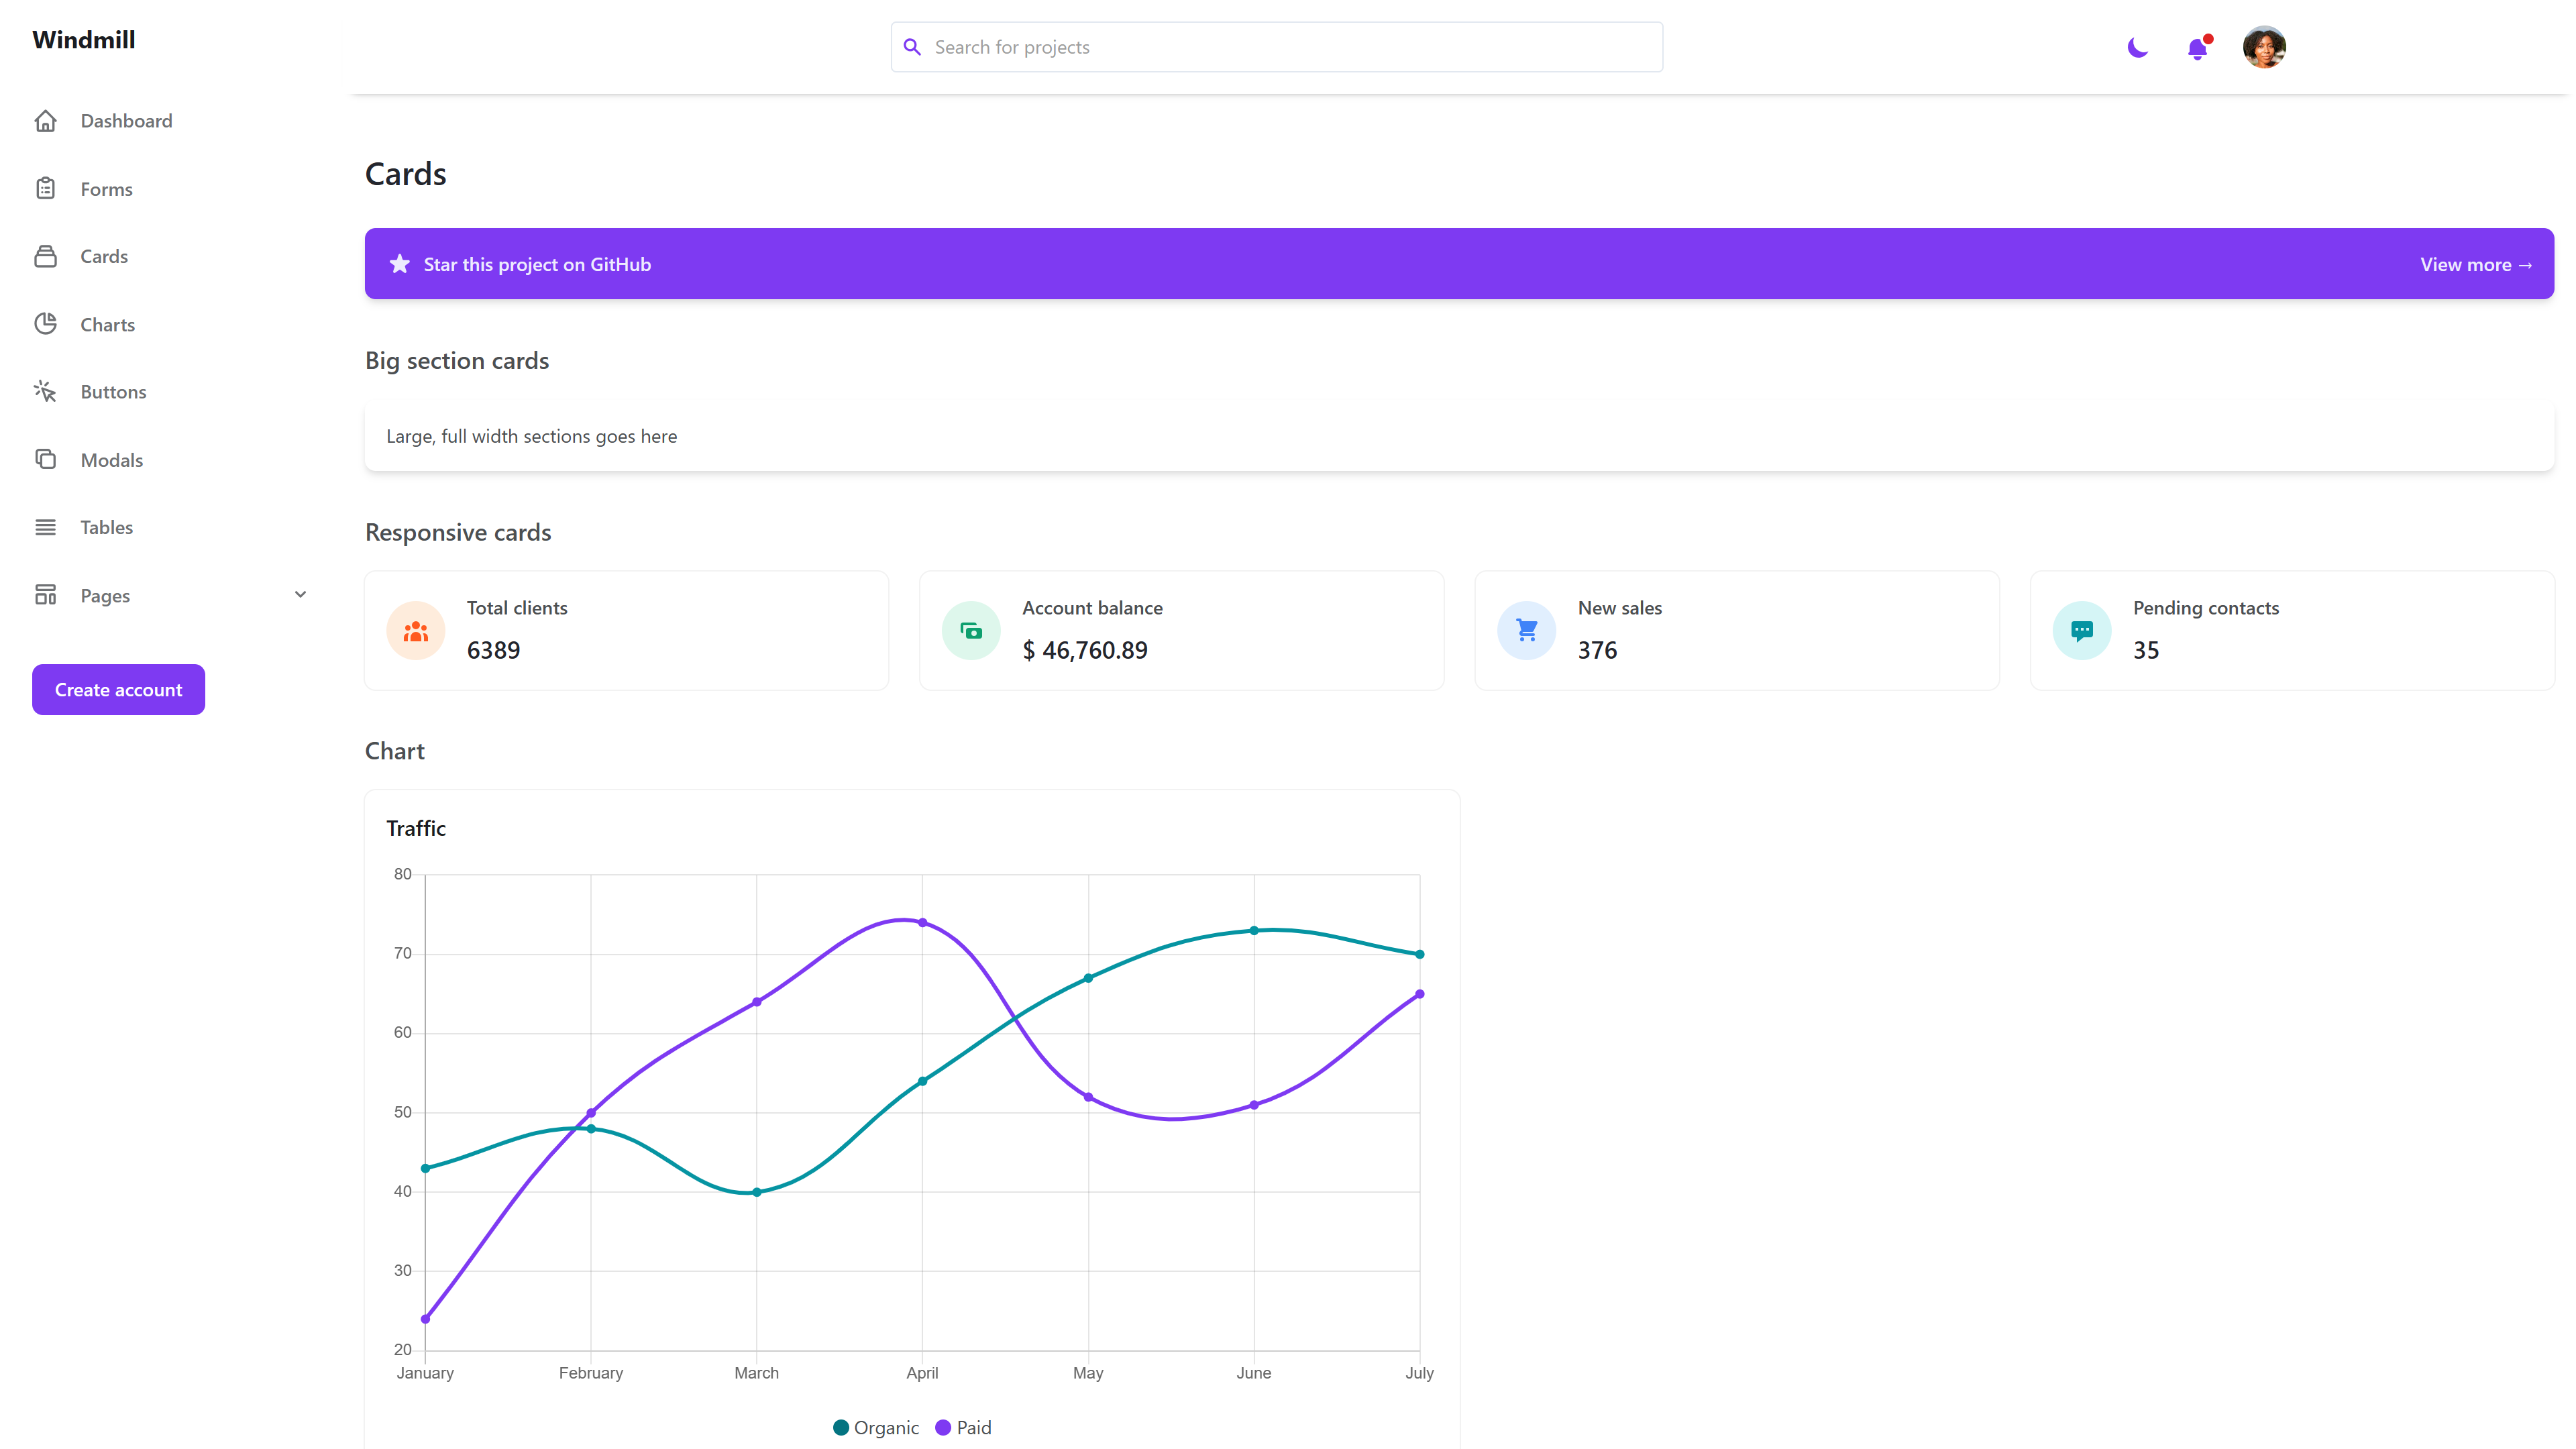 Windmill
Search for projects
Dashboard
Forms
Cards
Charts
Buttons
Modals
Tables
Pages
Create account
Cards
Star this project on GitHub
View more →
Big section cards
Large, full width sections goes here
Responsive cards
Total clients
6389
Account balance
$ 46,760.89
New sales
376
Pending contacts
35
Chart
Traffic
80
70
60
50
40
30
20
January February March April May June July
Organic Paid